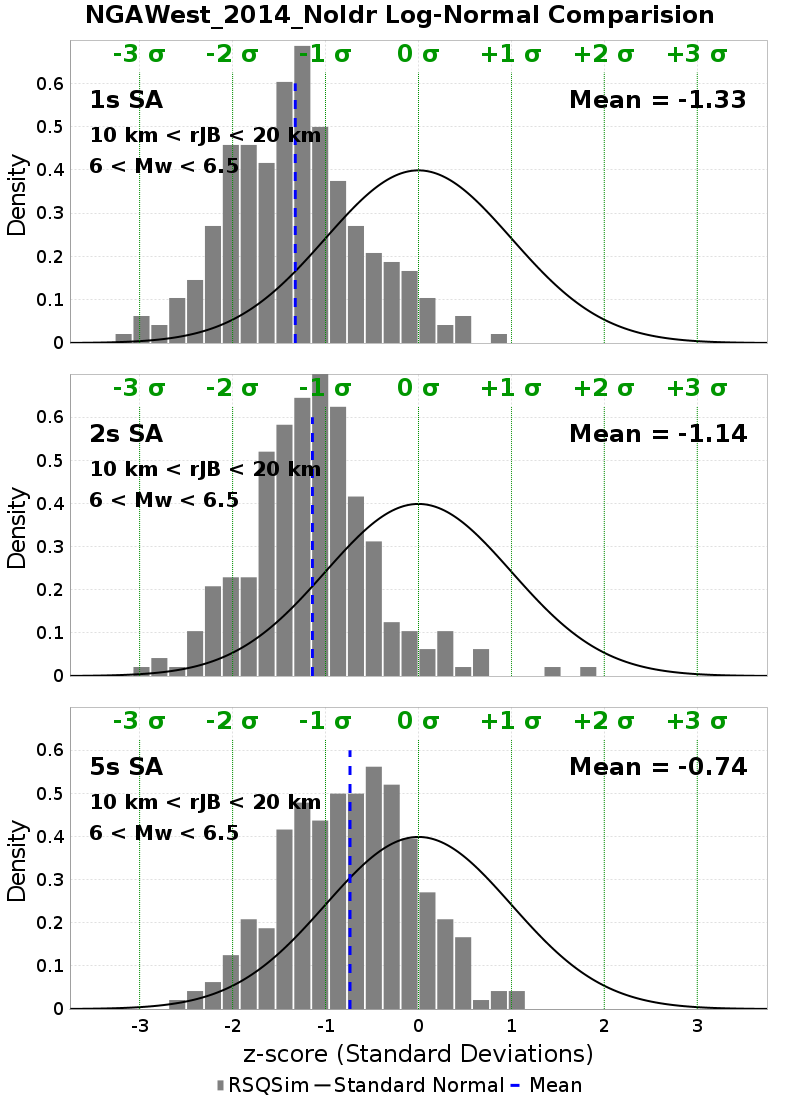 NGAWest_2014_NoIdr Log-Normal Comparision
-3 σ -2 σ -1 σ 0 σ +1 σ +2 σ +3 σ
1s SA Mean = -1.33
10 km < rJB < 20 km
6 < Mw < 6.5
Density
0.6
0.5
0.4
0.3
0.2
0.1
0
-3 σ -2 σ -1 σ 0 σ +1 σ +2 σ +3 σ
2s SA Mean = -1.14
10 km < rJB < 20 km
6 < Mw < 6.5
Density
0.6
0.5
0.4
0.3
0.2
0.1
0
-3 σ -2 σ -1 σ 0 σ +1 σ +2 σ +3 σ
5s SA Mean = -0.74
10 km < rJB < 20 km
6 < Mw < 6.5
Density
0.6
0.5
0.4
0.3
0.2
0.1
0
-3 -2 -1 0 1 2 3
z-score (Standard Deviations)
RSQSim Standard Normal Mean